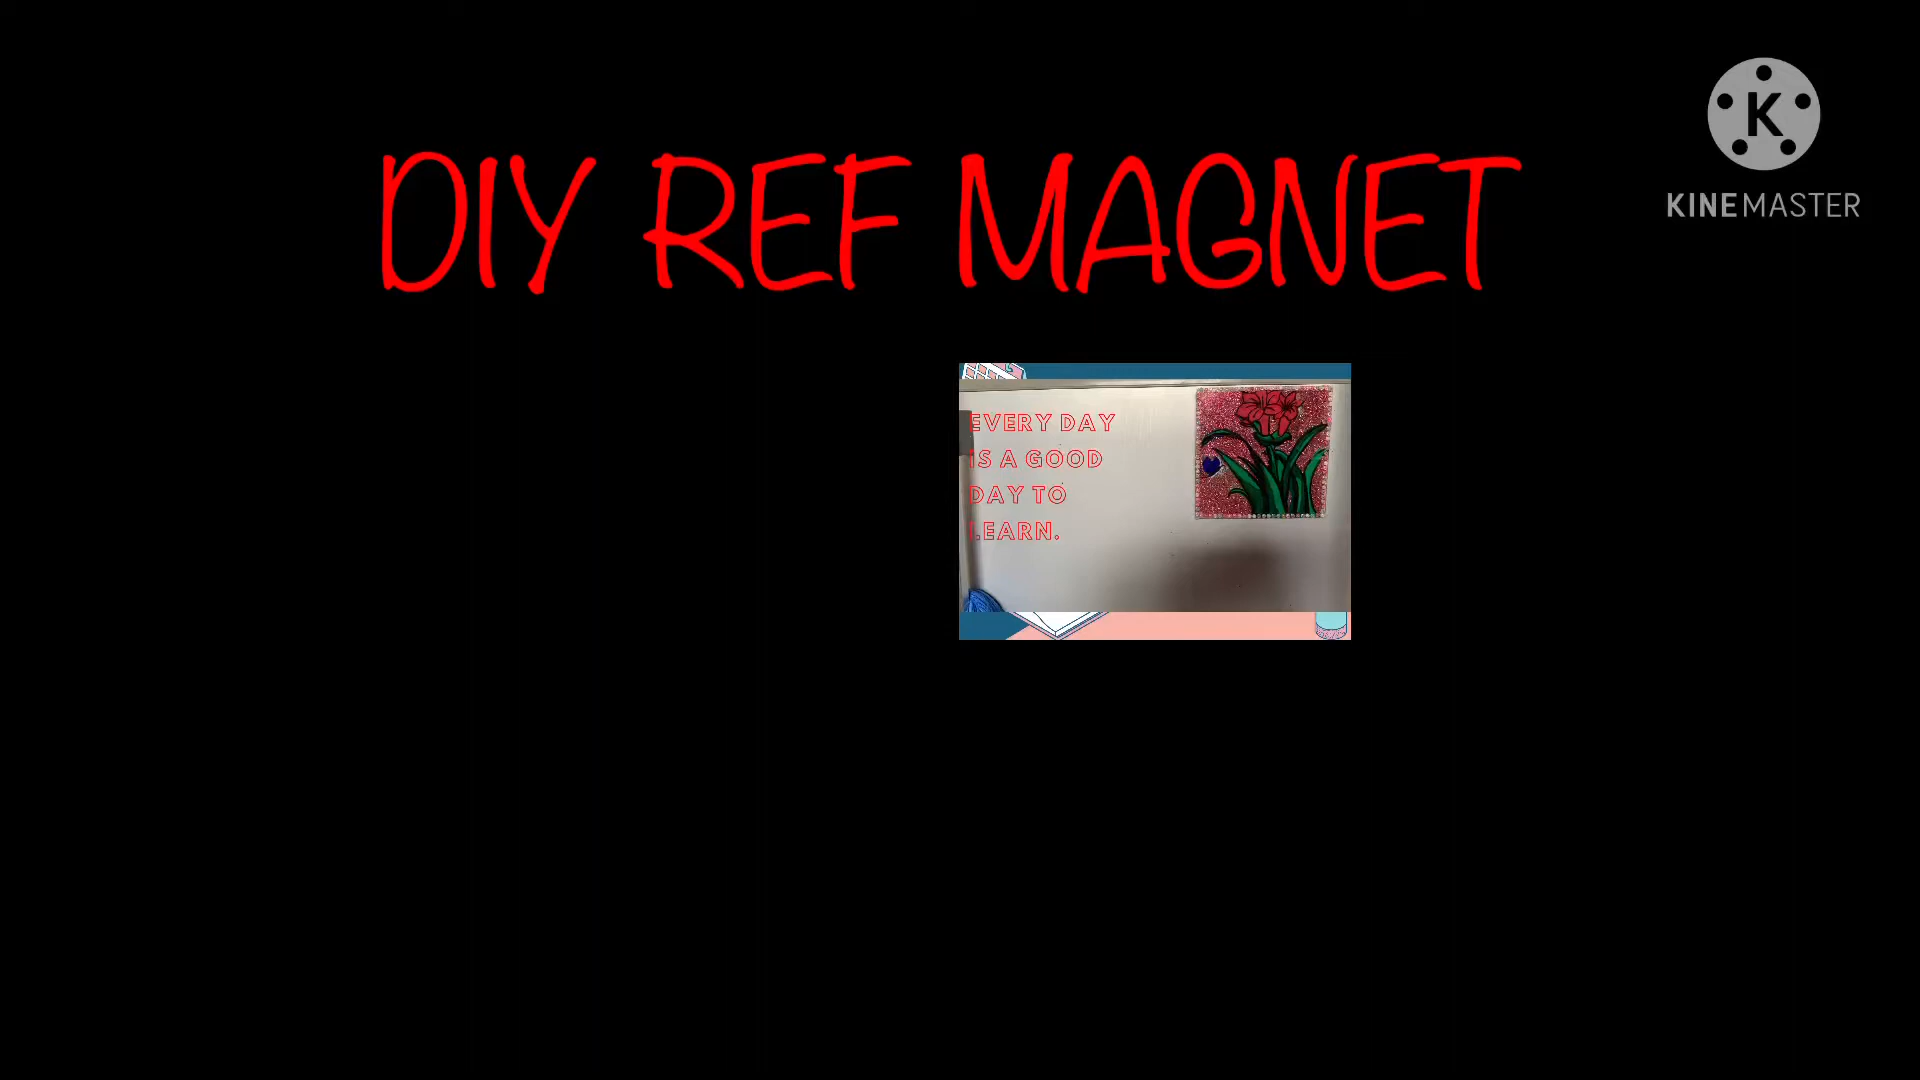 DIY REF MAGNET
K
KINEMASTER
EVERY DAY
IS A GOOD
DAY TO
LEARN.